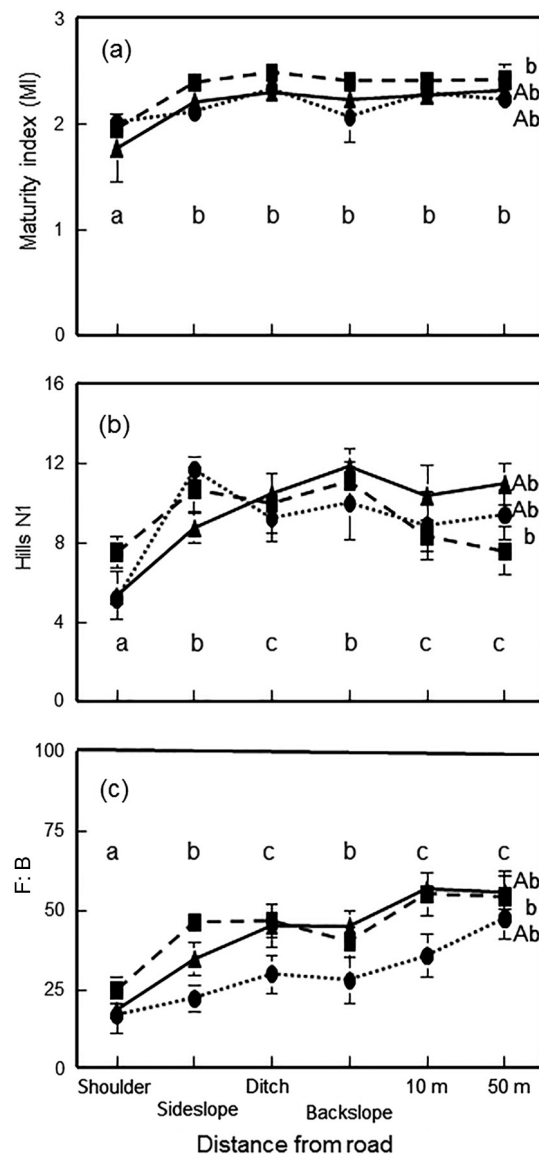 3
(a)
b
Ab
Ab
2
Maturity index (MI)
1
a b b b b b
0
16
(b)
12
Ab
Ab
Hills N1
8
b
4
a b c b c c
0
100
(c)
75
a b c b c c
F: B
Ab
50
b
Ab
25
0
Shoulder Ditch 10 m 50 m
Sideslope Backslope
Distance from road